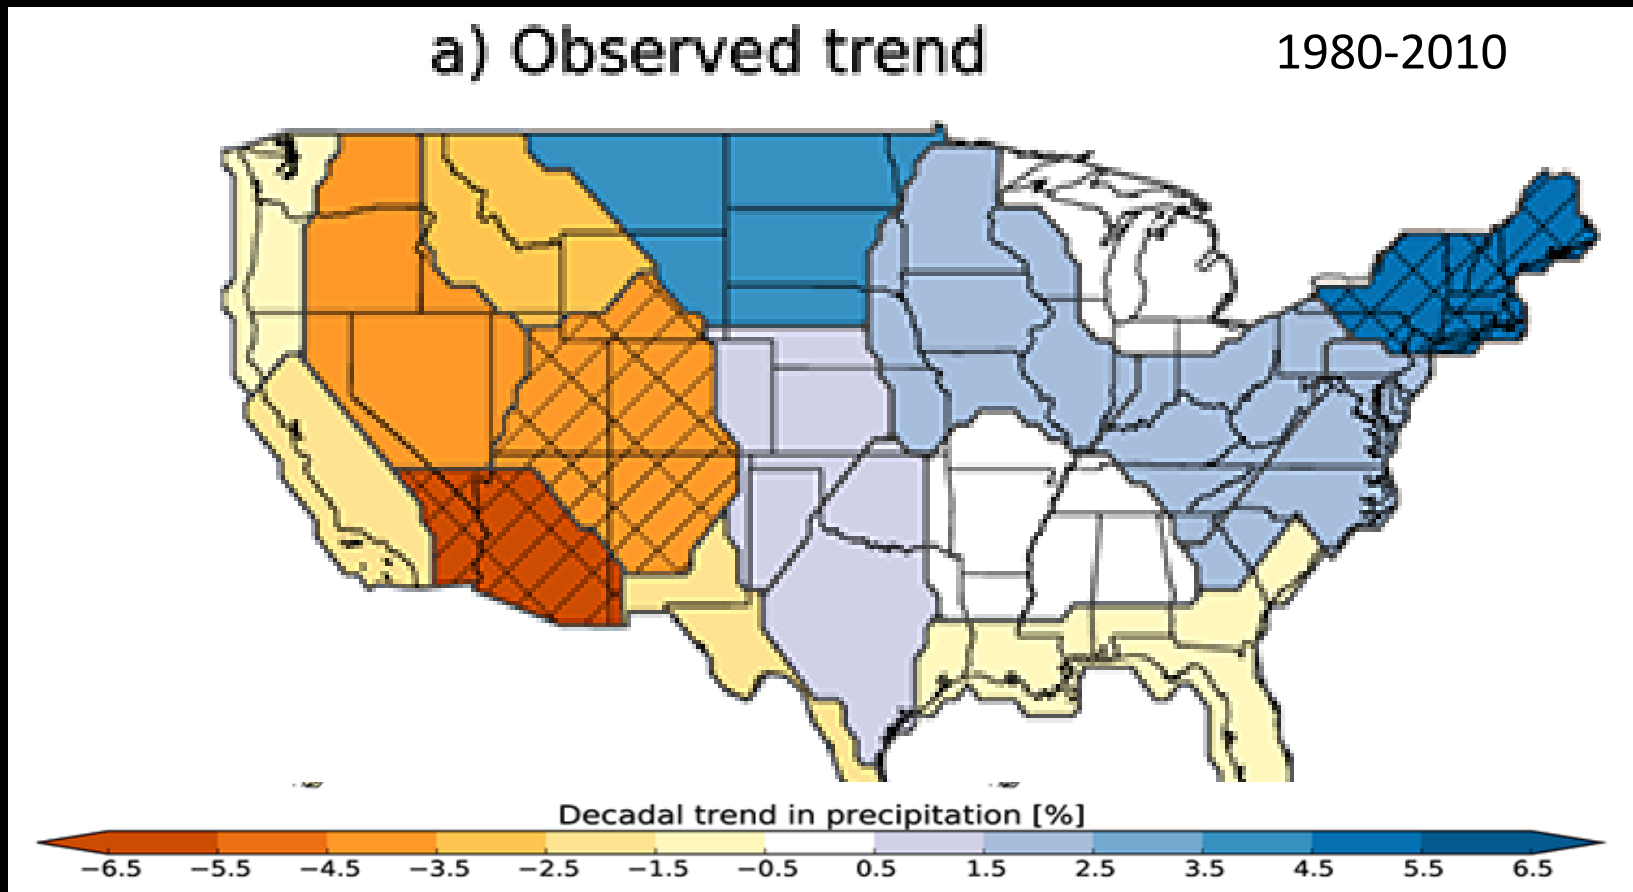 a) Observed trend 1980-2010
Decadal trend in precipitation [%]
−6.5 −5.5 −4.5 −3.5 −2.5 −1.5 −0.5 0.5 1.5 2.5 3.5 4.5 5.5 6.5